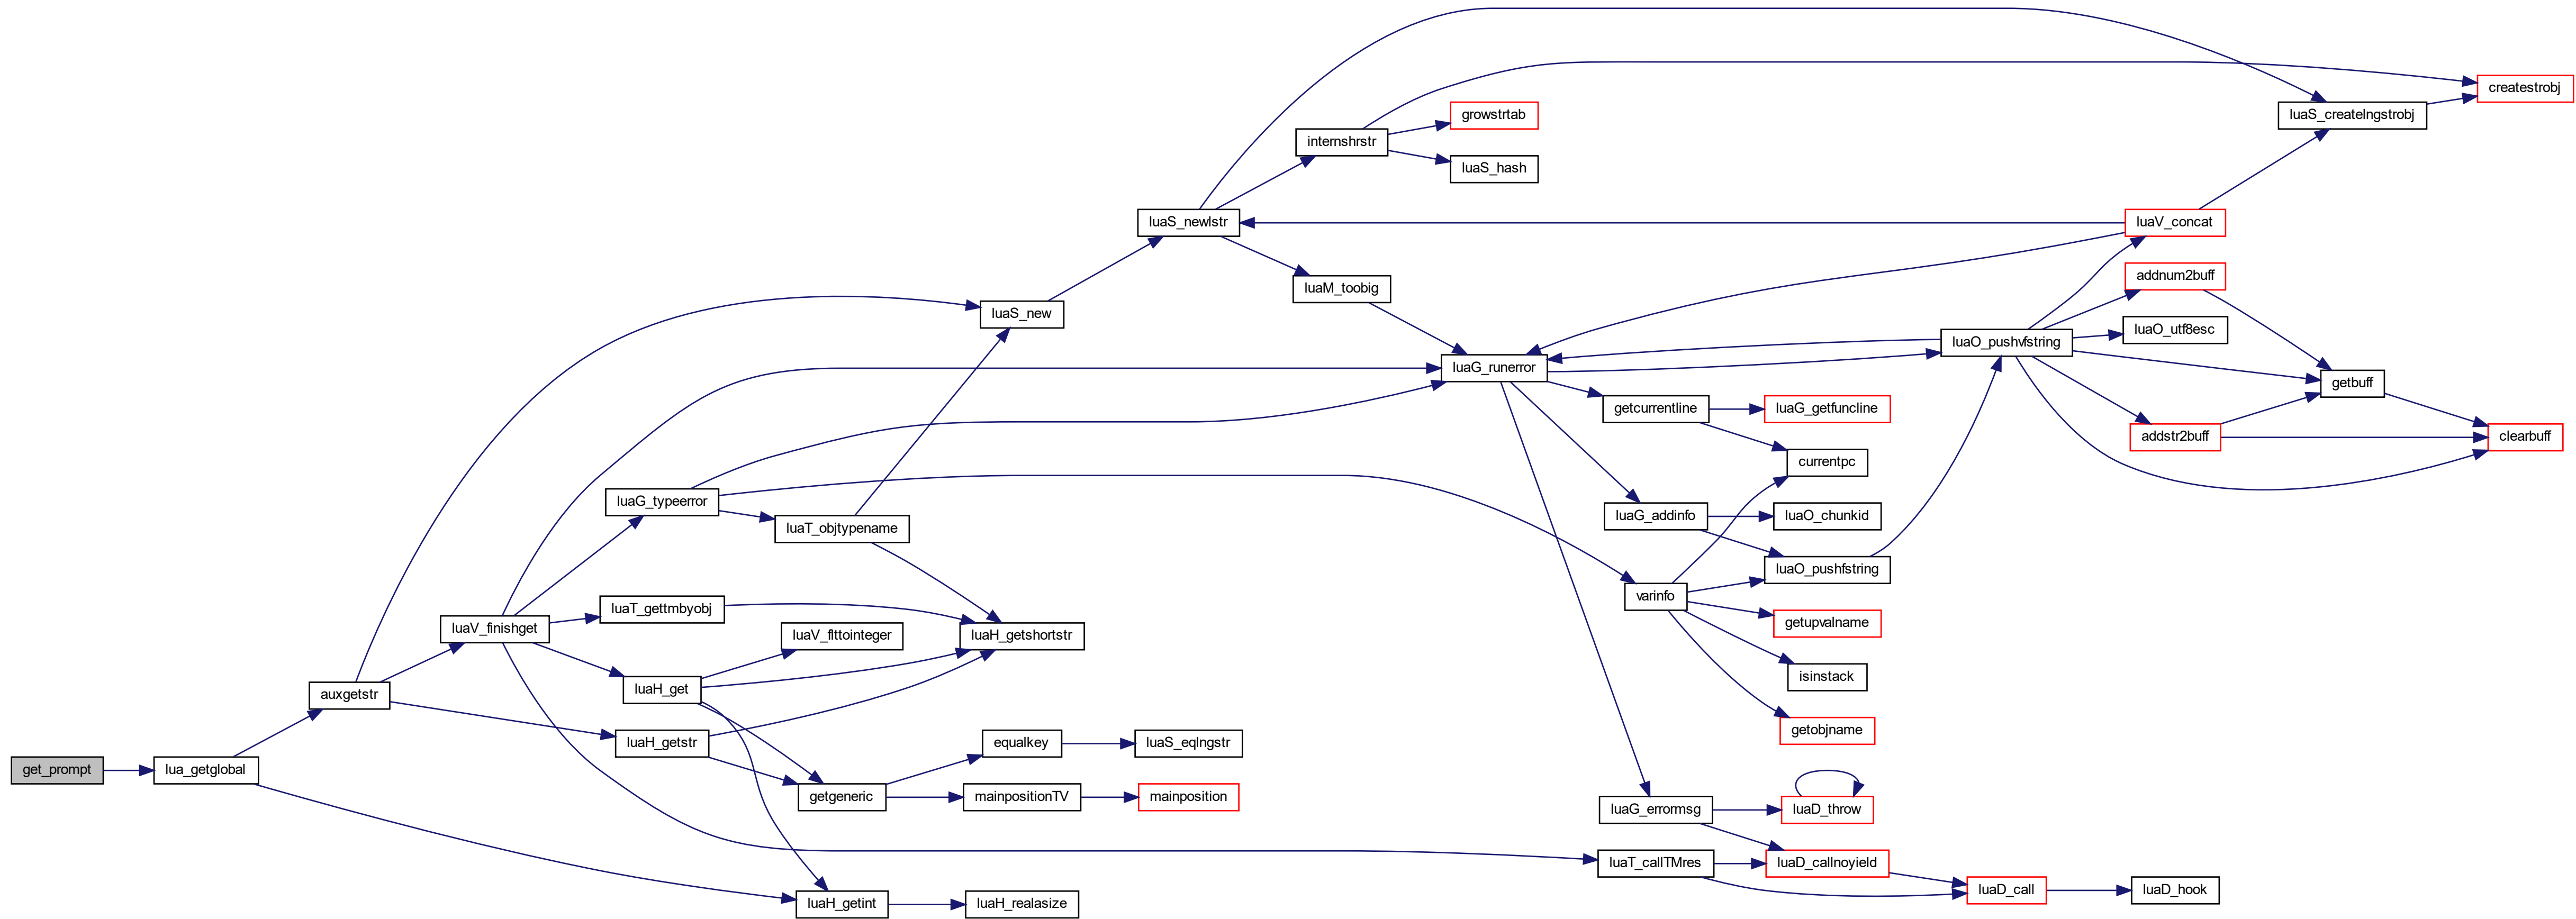 get_prompt
lua_getglobal
auxgetstr
luaV_finishget
luaG_typeerror
luaT_objtypename
luaT_gettmbyobj
luaV_flttointeger
luaH_get
luaH_getstr
getgeneric
luaH_getint
luaH_realasize
luaS_new
luaH_getshortstr
equalkey
luaS_eqlngstr
mainpositionTV
mainposition
luaS_newlstr
internshrstr
growstrtab
luaS_hash
luaM_toobig
luaG_runerror
getcurrentline
luaG_getfuncline
currentpc
luaG_addinfo
luaO_chunkid
luaO_pushfstring
varinfo
getupvalname
isinstack
getobjname
luaG_errormsg
luaD_throw
luaT_callTMres
luaD_callnoyield
luaD_call
luaD_hook
luaO_pushvfstring
luaV_concat
addnum2buff
luaO_utf8esc
getbuff
addstr2buff
clearbuff
luaS_createlngstrobj
createstrobj